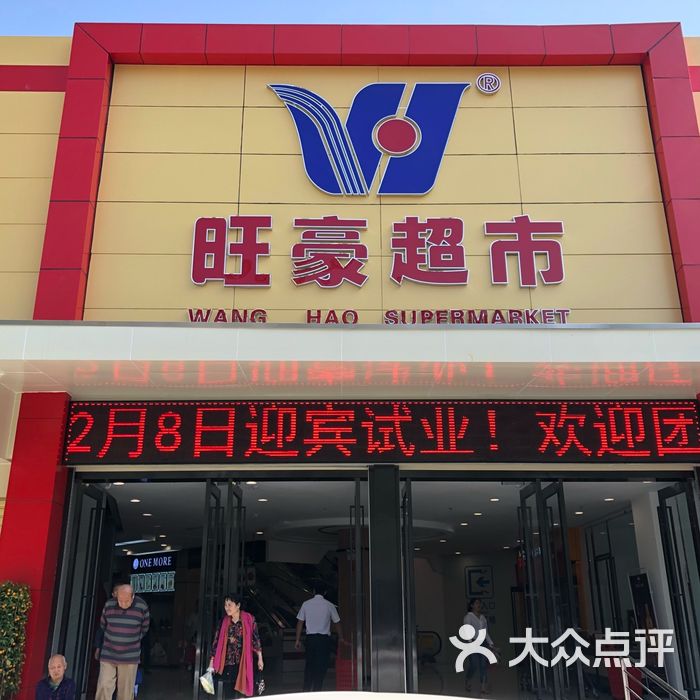 ®
旺豪超市
WANG HAO SUPERMARKET
2月8日迎宾试业！欢迎团
ONE MORE
大众点评